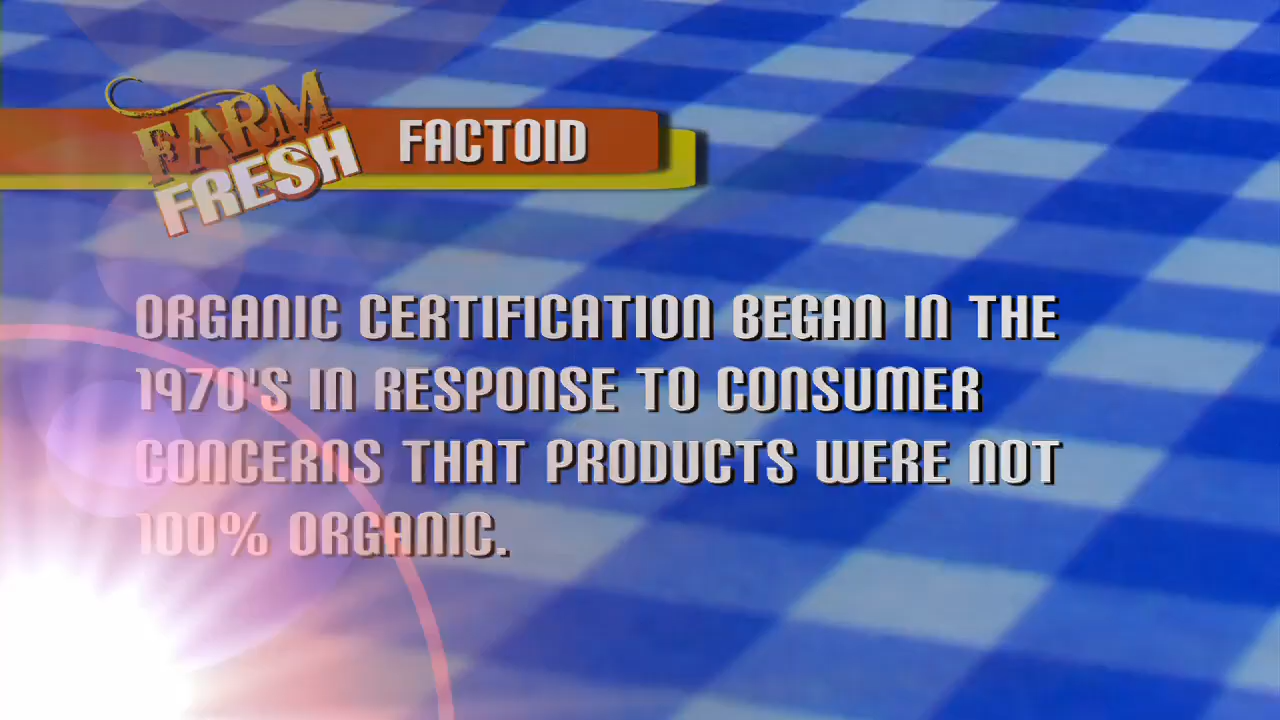 FARM
FRESH
FACTOID
ORGANIC CERTIFICATION BEGAN IN THE
1970'S IN RESPONSE TO CONSUMER
CONCERNS THAT PRODUCTS WERE NOT
100% ORGANIC.